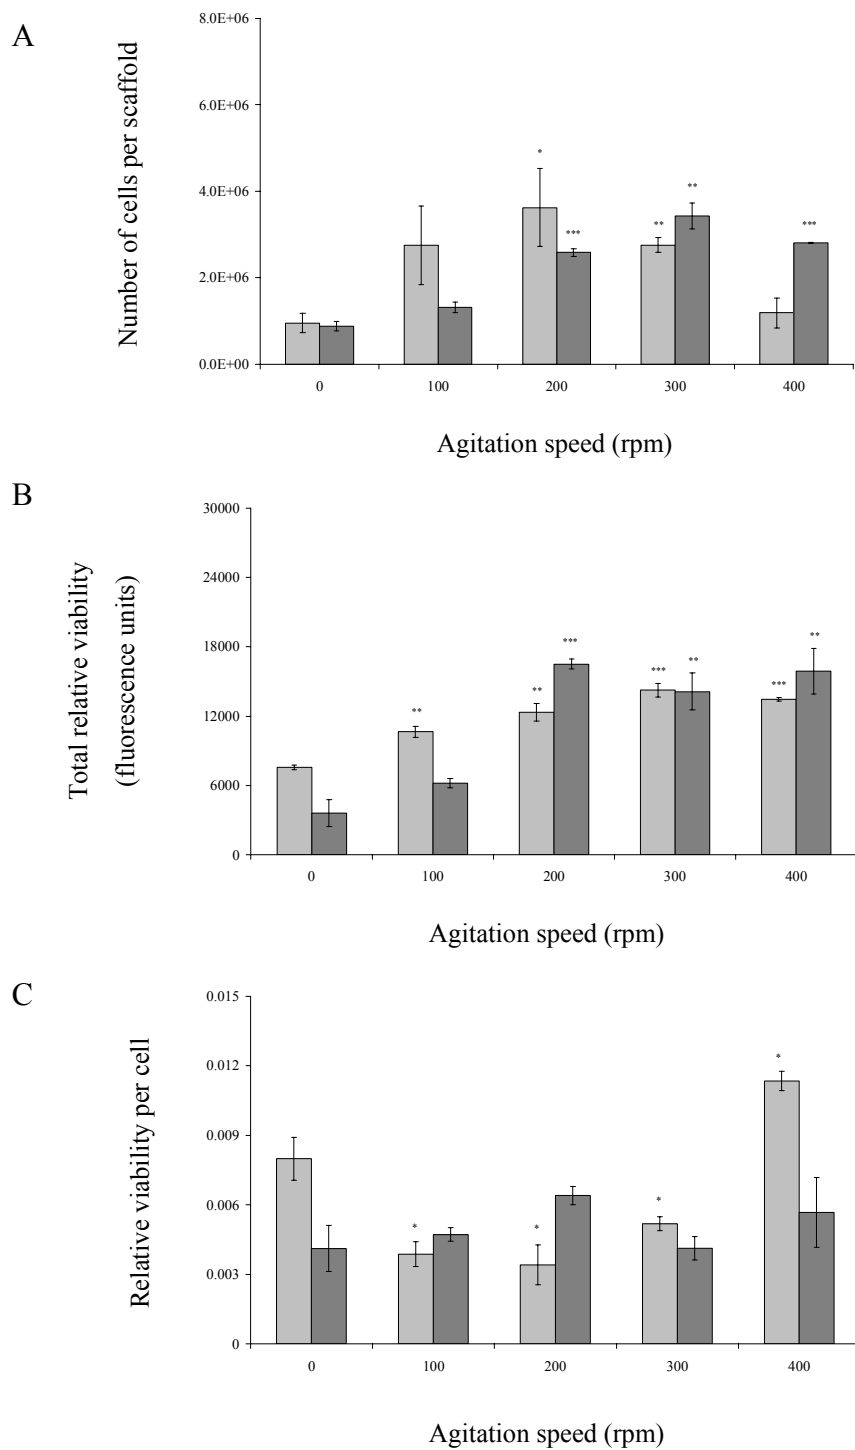 A
Number of cells per scaffold
8.0E+06
6.0E+06
4.0E+06
2.0E+06
0.0E+00
*
***
**
**
***
0
100
200
300
400
Agitation speed (rpm)
B
Total relative viability
(fluorescence units)
30000
24000
18000
12000
6000
0
**
**
***
***
**
***
**
0
100
200
300
400
Agitation speed (rpm)
C
Relative viability per cell
0.015
0.012
0.009
0.006
0.003
0
*
*
*
*
0
100
200
300
400
Agitation speed (rpm)